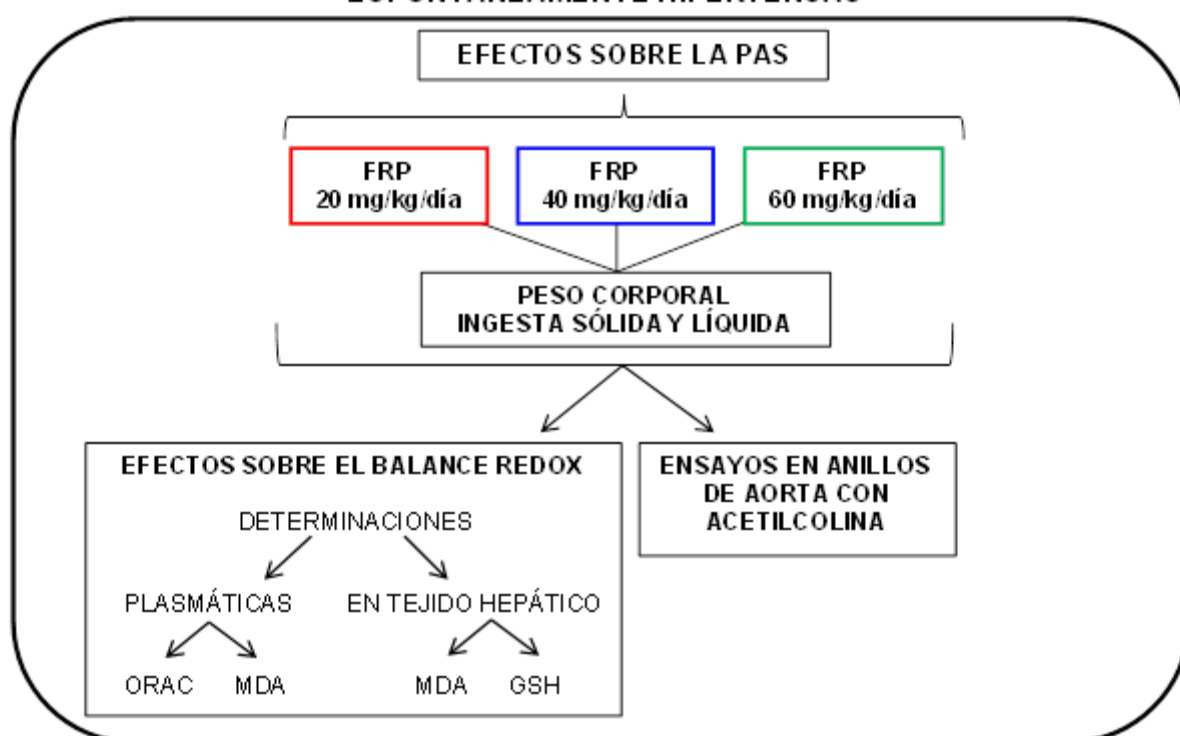 EFECTOS SOBRE LA PAS
FRP
20 mg/kg/día
FRP
40 mg/kg/día
FRP
60 mg/kg/día
PESO CORPORAL
INGESTA SÓLIDA Y LÍQUIDA
EFECTOS SOBRE EL BALANCE REDOX
DETERMINACIONES
PLASMÁTICAS
EN TEJIDO HEPÁTICO
ORAC
MDA
MDA
GSH
ENSAYOS EN ANILLOS
DE AORTA CON
ACETILCOLINA